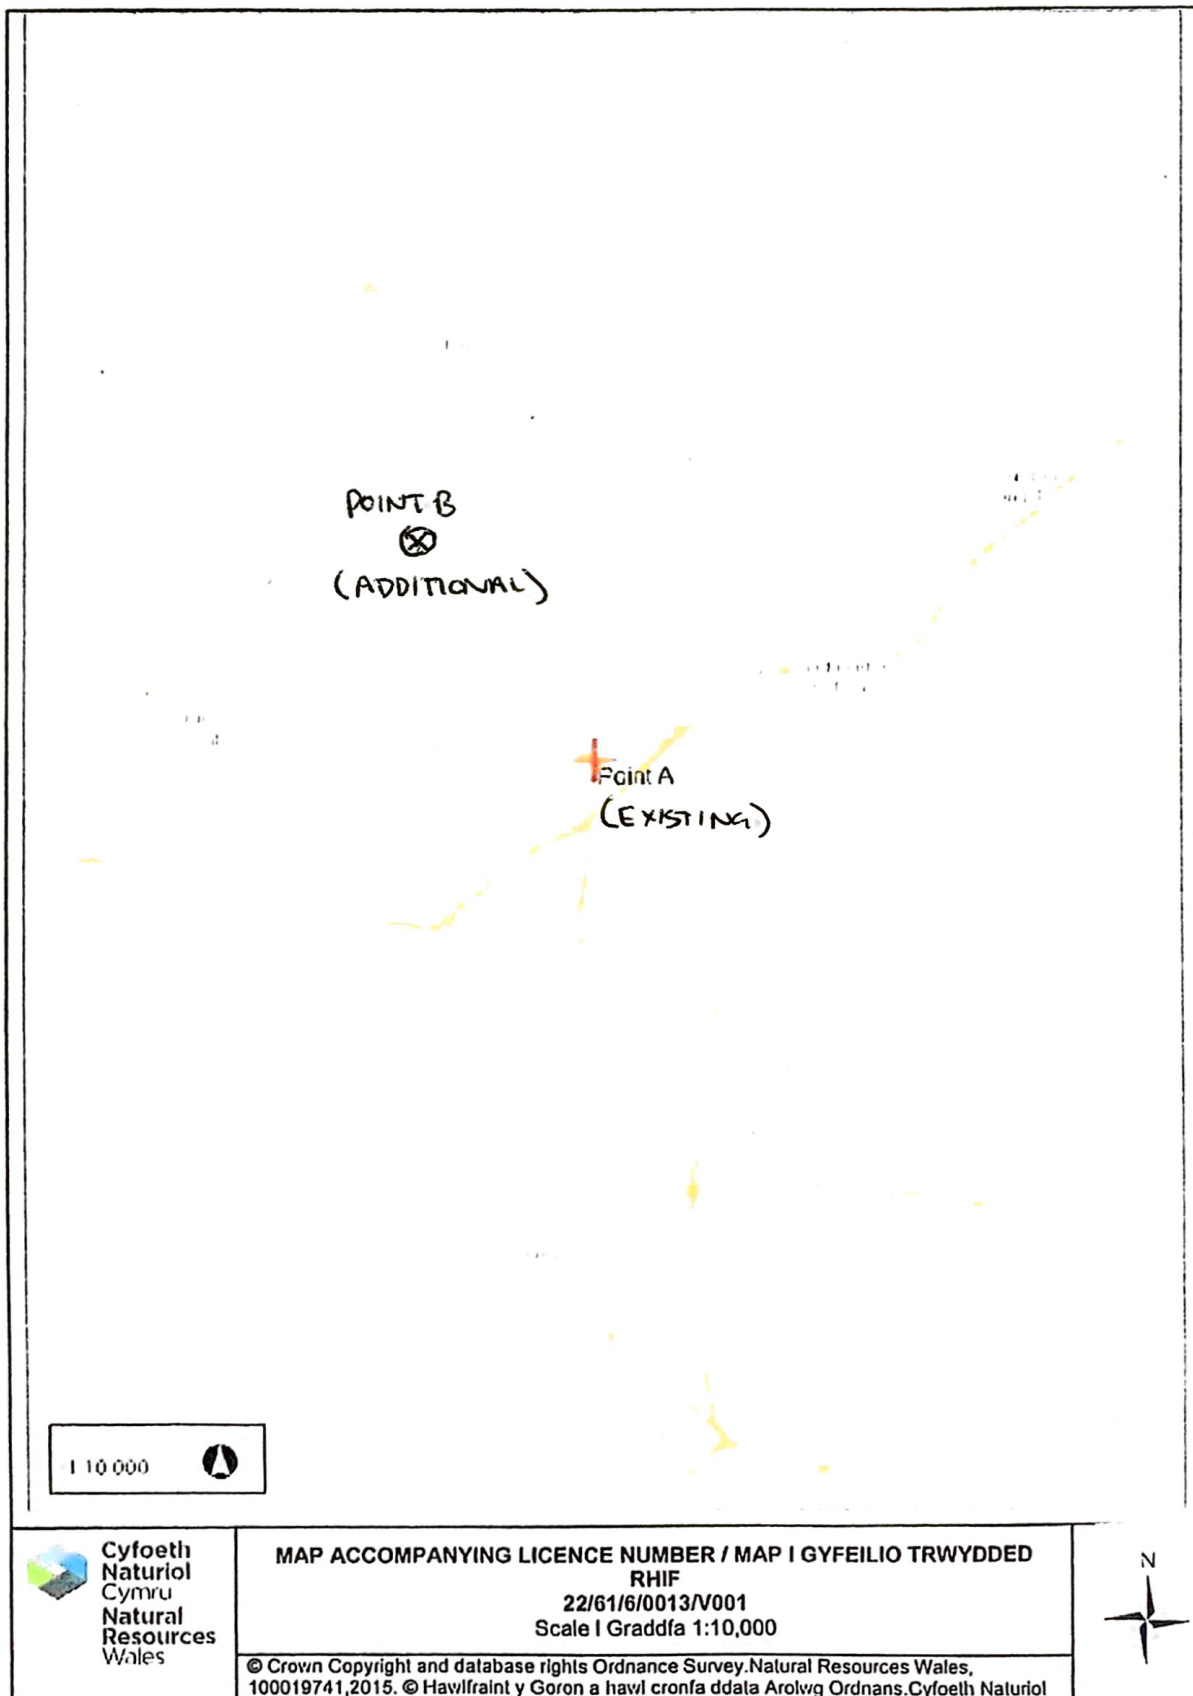 POINT B
(ADDITIONAL)
Point A
(EXISTING)
1 10 000
Cyfoeth
Naturiol
Cymru
Natural
Resources
Wales
MAP ACCOMPANYING LICENCE NUMBER / MAP I GYFEILIO TRWYDDED
RHIF
22/61/6/0013/V001
Scale I Graddfa 1:10,000
N
© Crown Copyright and database rights Ordnance Survey.Natural Resources Wales,
100019741,2015. © Hawlfraint y Goron a hawl cronfa ddata Arolwg Ordnans.Cyfoeth Naturiol